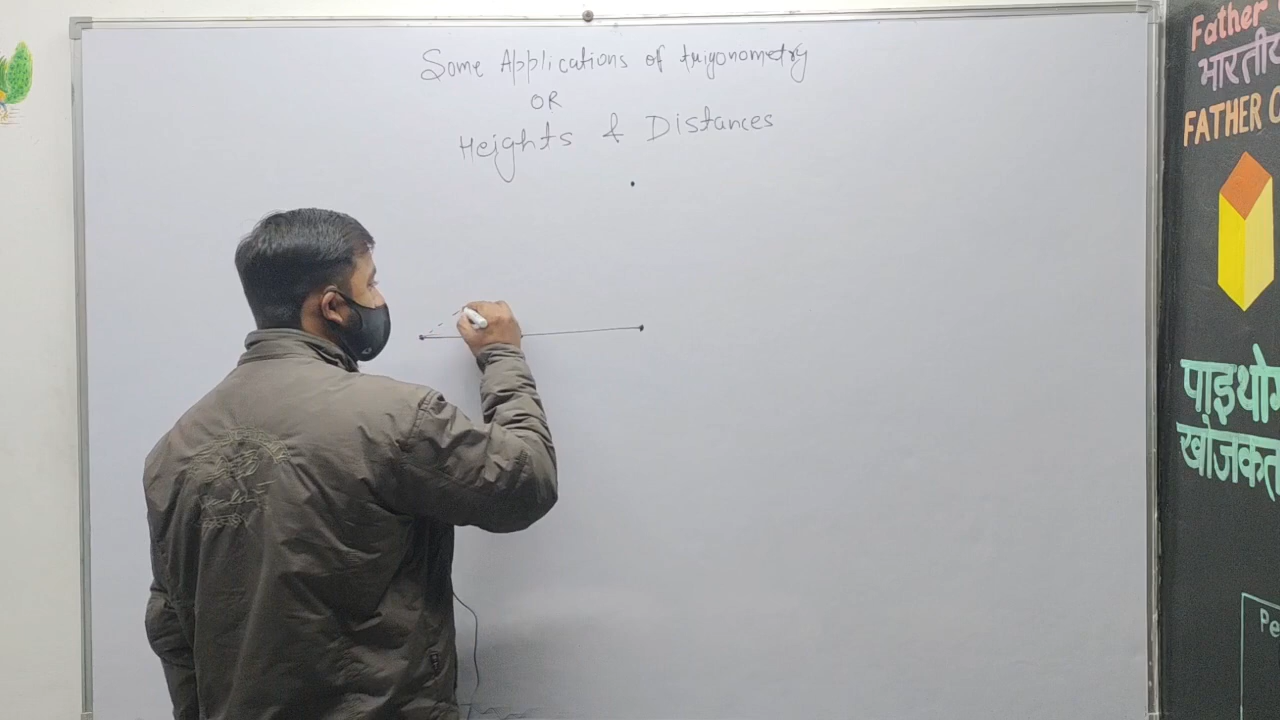 Some Applications of trigonometry
OR
Heights & Distances
Father
भारतीय
FATHER O
पाइथोग
खोजकत
Pe